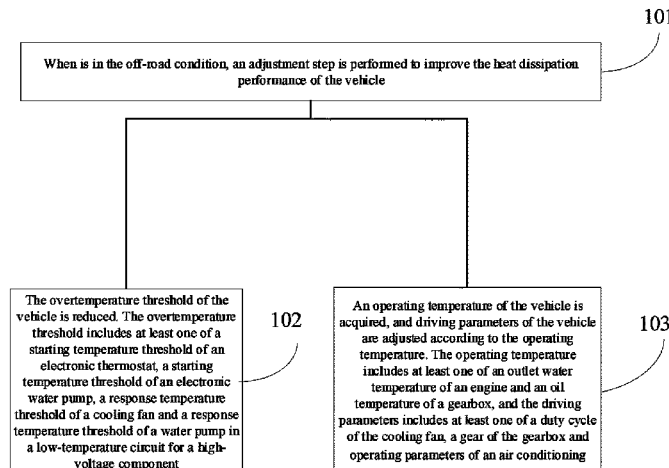 101
When is in the off-road condition, an adjustment step is performed to improve the heat dissipation
performance of the vehicle
The overtemperature threshold of the
vehicle is reduced. The overtemperature
threshold includes at least one of a
starting temperature threshold of an
electronic thermostat, a starting
temperature threshold of an electronic
water pump, a response temperature
threshold of a cooling fan and a response
temperature threshold of a water pump in
a low-temperature circuit for a high-
voltage component
102
An operating temperature of the vehicle is
acquired, and driving parameters of the vehicle
are adjusted according to the operating
temperature. The operating temperature
includes at least one of an outlet water
temperature of an engine and an oil
temperature of a gearbox, and the driving
parameters includes at least one of a duty cycle
of the cooling fan, a gear of the gearbox and
operating parameters of an air conditioning
103